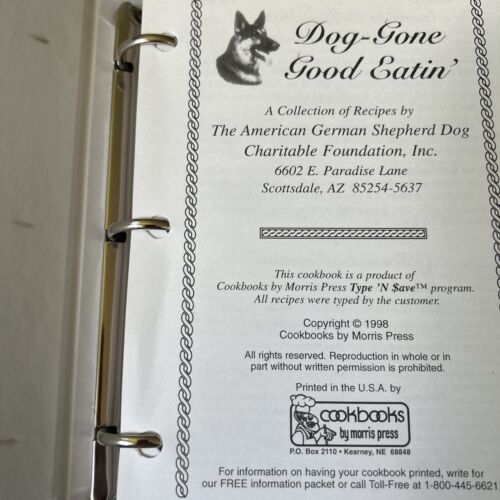 Dog-Gone
Good Eatin'
A Collection of Recipes by
The American German Shepherd Dog
Charitable Foundation, Inc.
6602 E. Paradise Lane
Scottsdale, AZ 85254-5637
This cookbook is a product of
Cookbooks by Morris Press Type 'N $ave™ program.
All recipes were typed by the customer.
Copyright © 1998
Cookbooks by Morris Press
All rights reserved. Reproduction in whole or in
part without written permission is prohibited.
Printed in the U.S.A. by
cookbooks
by morris press
P.O. Box 2110 • Kearney, NE 68848
For information on having your cookbook printed, write for
our FREE information packet or call Toll-Free at 1-800-445-6621